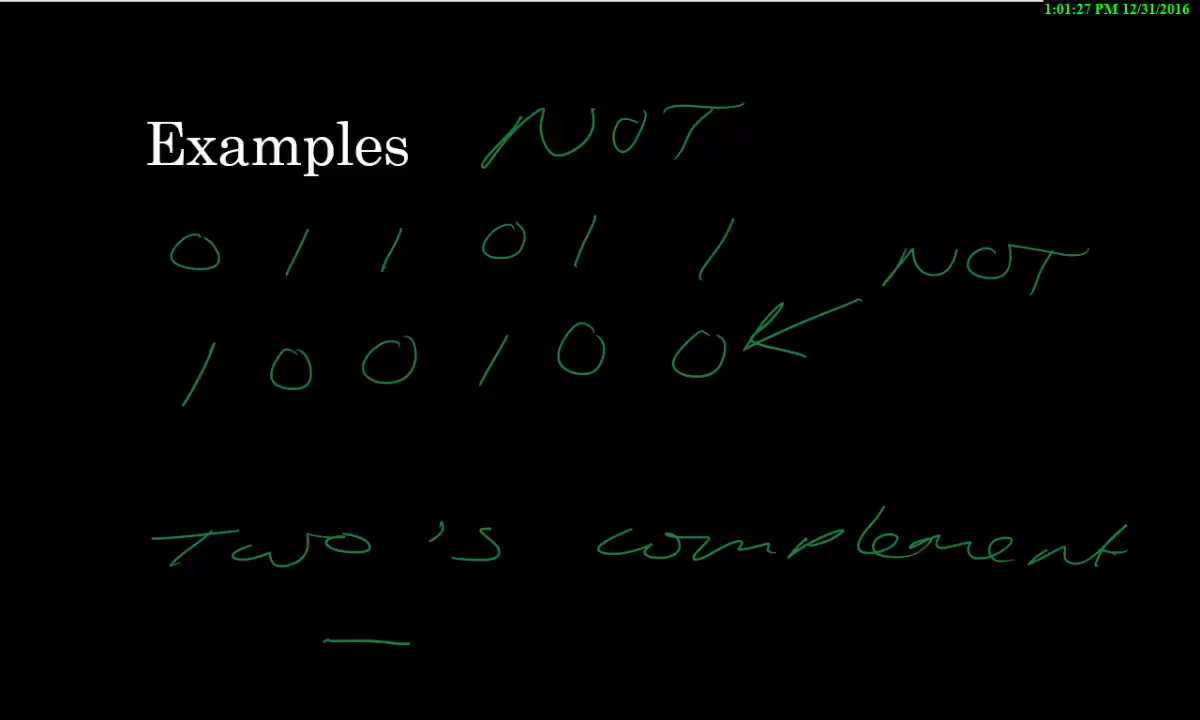 1:01:27 PM 12/31/2016
Examples NOT
0 1 1 0 1 1 NOT
1 0 0 1 0 0
Two's complement